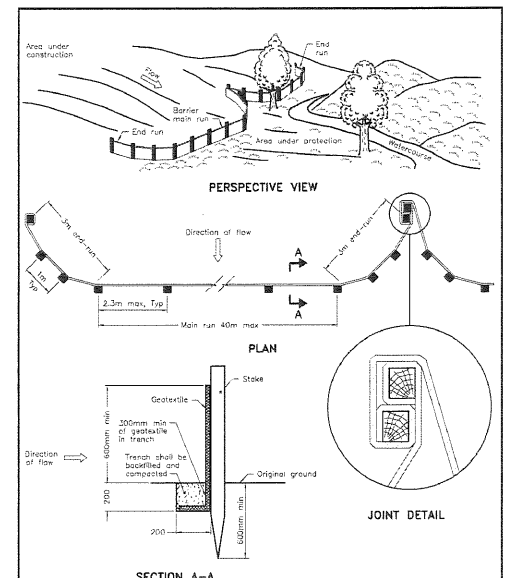 Area under
construction
Flow
End
run
Barrier
main run
End run
Area under protection
Watercourse
PERSPECTIVE VIEW
3m end-run
Direction of flow
3m end-run
A
1m
Typ
2.3m max, Typ
A
Main run 40m max
PLAN
Stake
Geotextile
600mm min
300mm min
of geotextile
in trench
Direction
of flow
Trench shall be
backfilled and
compacted
Original ground
200
600mm min
200
JOINT DETAIL
SECTION A-A